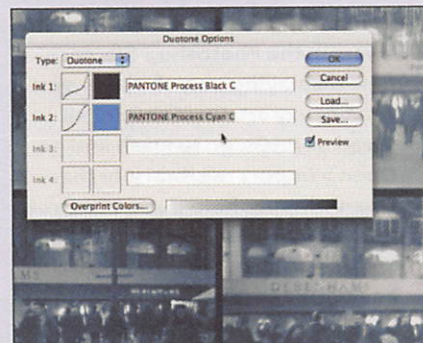 Duotone Options
Type: Duotone
OK
Cancel
Ink 1: PANTONE Process Black C
Load...
Ink 2: PANTONE Process Cyan C
Save...
Ink 3:
Preview
Ink 4:
Overprint Colors...
DEBENHAMS